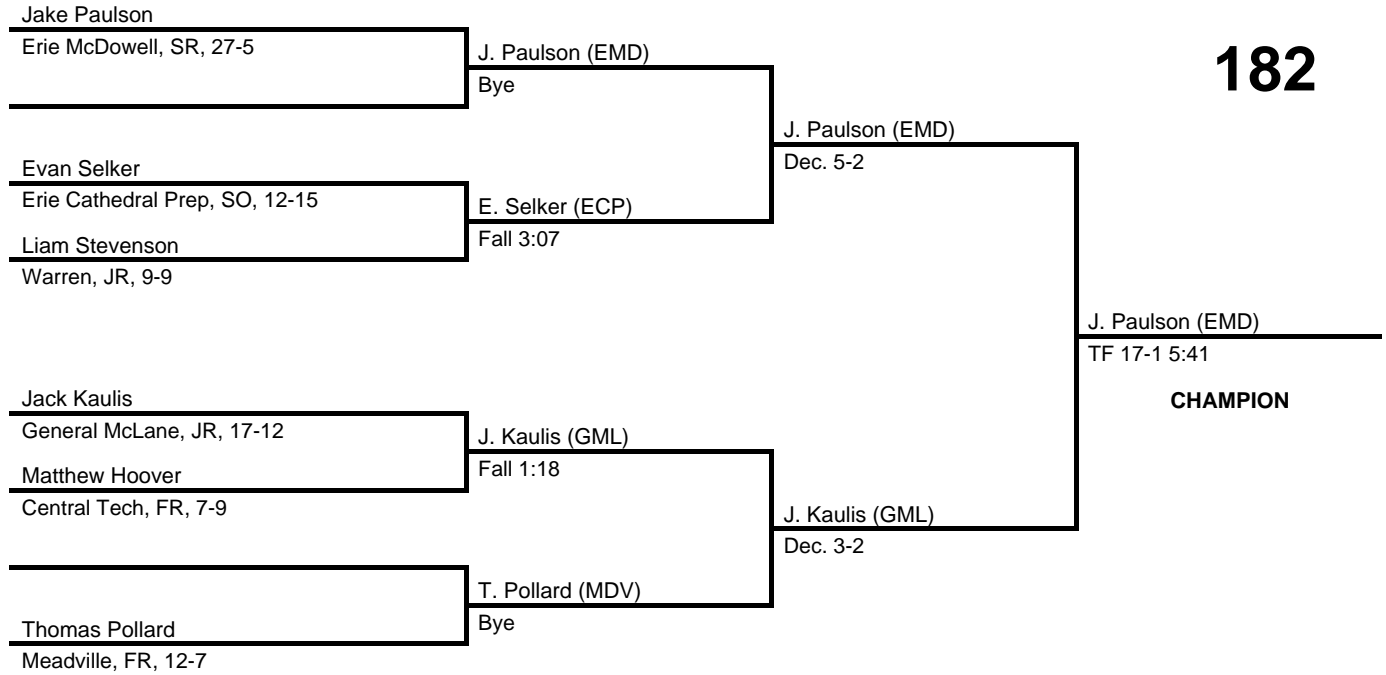 Jake Paulson
Erie McDowell, SR, 27-5
J. Paulson (EMD)
Bye
182
J. Paulson (EMD)
Dec. 5-2
Evan Selker
Erie Cathedral Prep, SO, 12-15
E. Selker (ECP)
Fall 3:07
Liam Stevenson
Warren, JR, 9-9
J. Paulson (EMD)
TF 17-1 5:41
CHAMPION
Jack Kaulis
General McLane, JR, 17-12
J. Kaulis (GML)
Fall 1:18
Matthew Hoover
Central Tech, FR, 7-9
J. Kaulis (GML)
Dec. 3-2
T. Pollard (MDV)
Bye
Thomas Pollard
Meadville, FR, 12-7